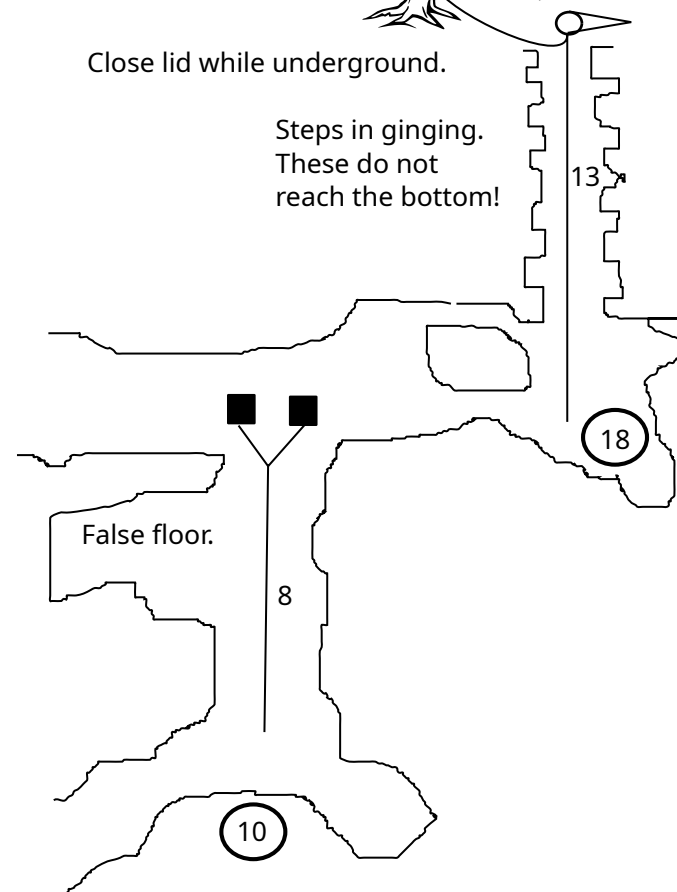 Close lid while underground.
Steps in ginging.
These do not
reach the bottom!
13
18
False floor.
8
10